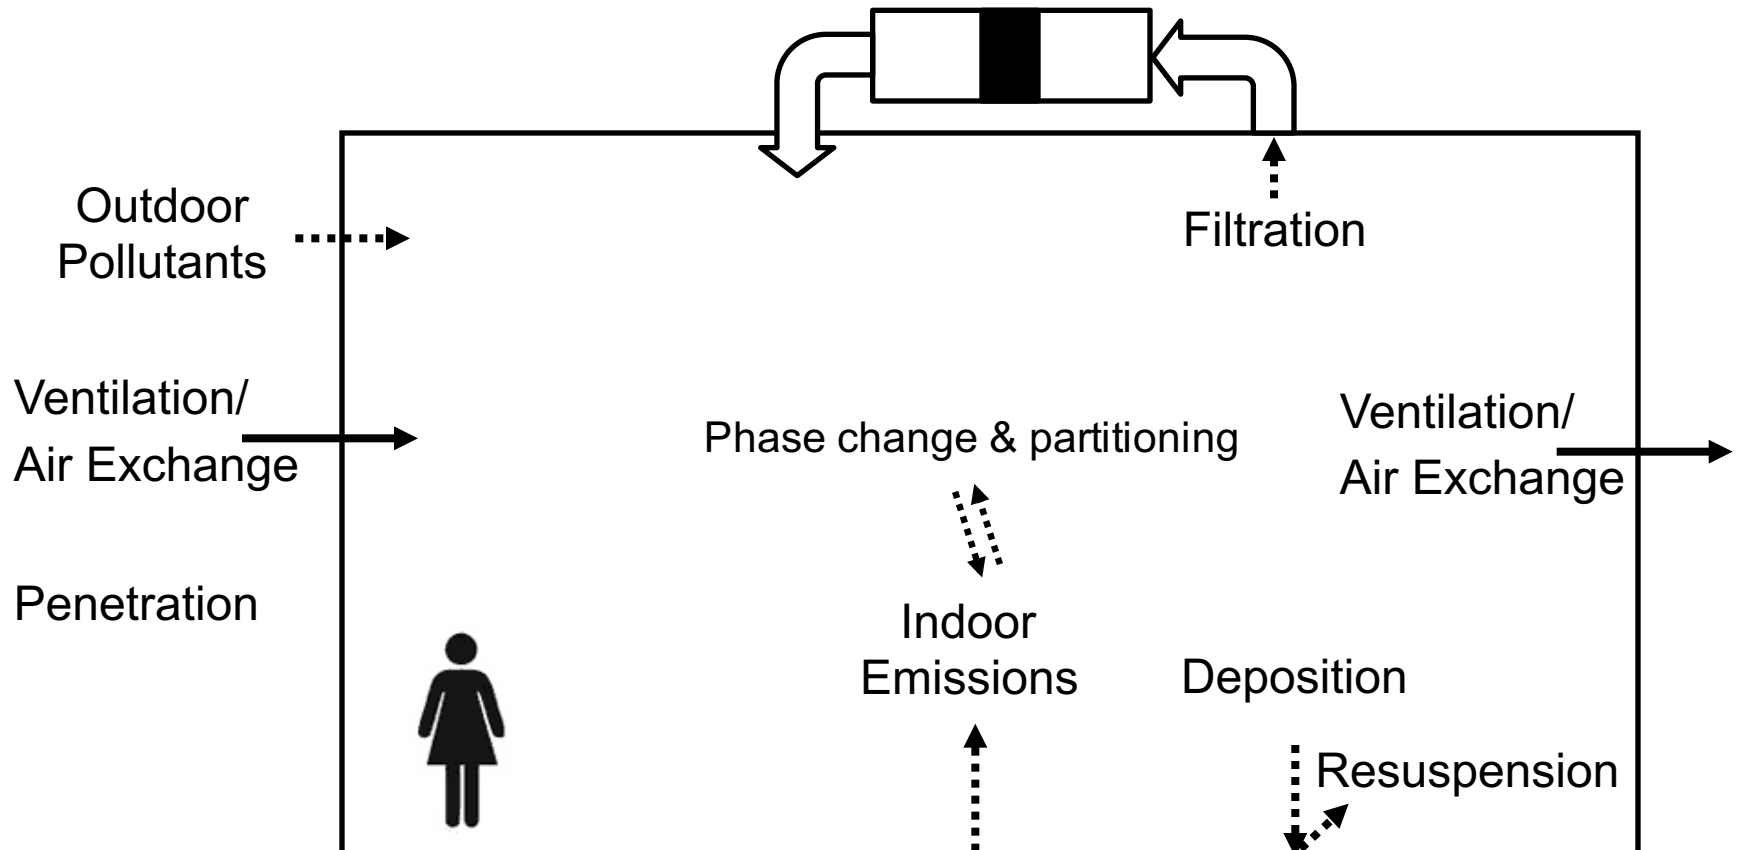 Outdoor
Pollutants
Filtration
Ventilation/
Air Exchange
Phase change & partitioning
Ventilation/
Air Exchange
Penetration
Indoor
Emissions
Deposition
Resuspension